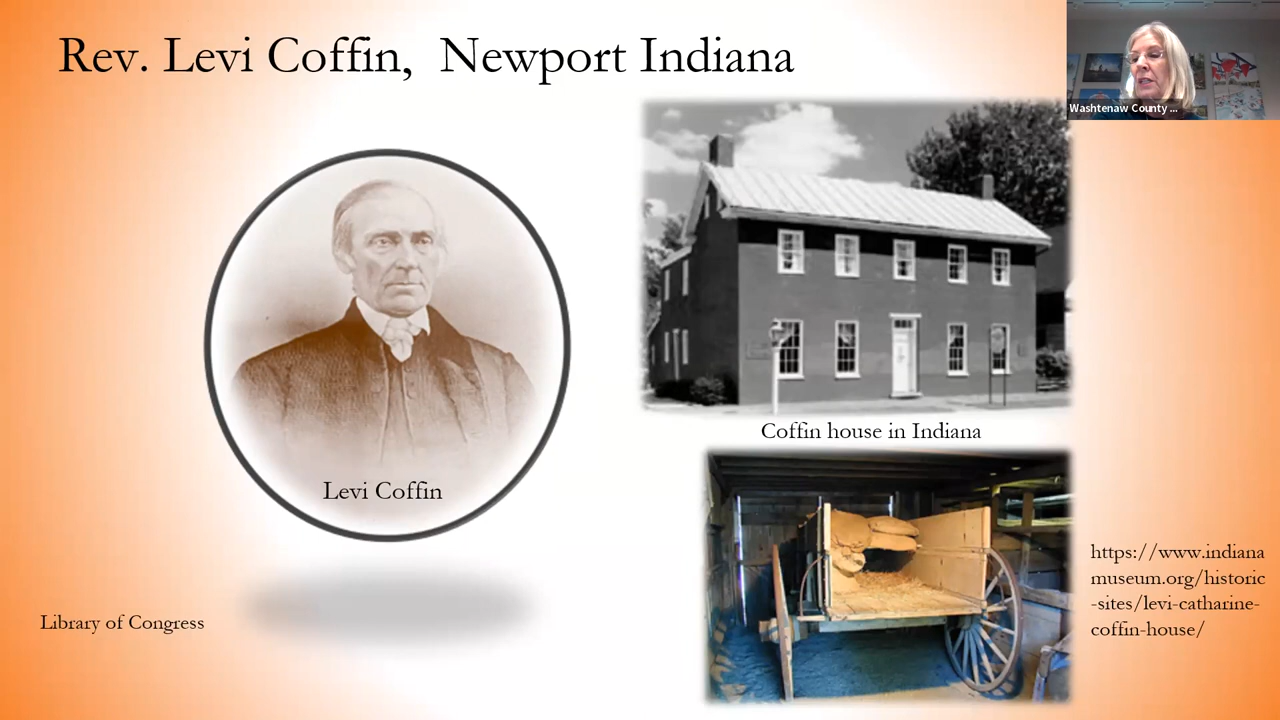 Rev. Levi Coffin, Newport Indiana
Washtenaw County ...
Coffin house in Indiana
Levi Coffin
https://www.indiana
museum.org/historic
-sites/levi-catharine-
coffin-house/
Library of Congress